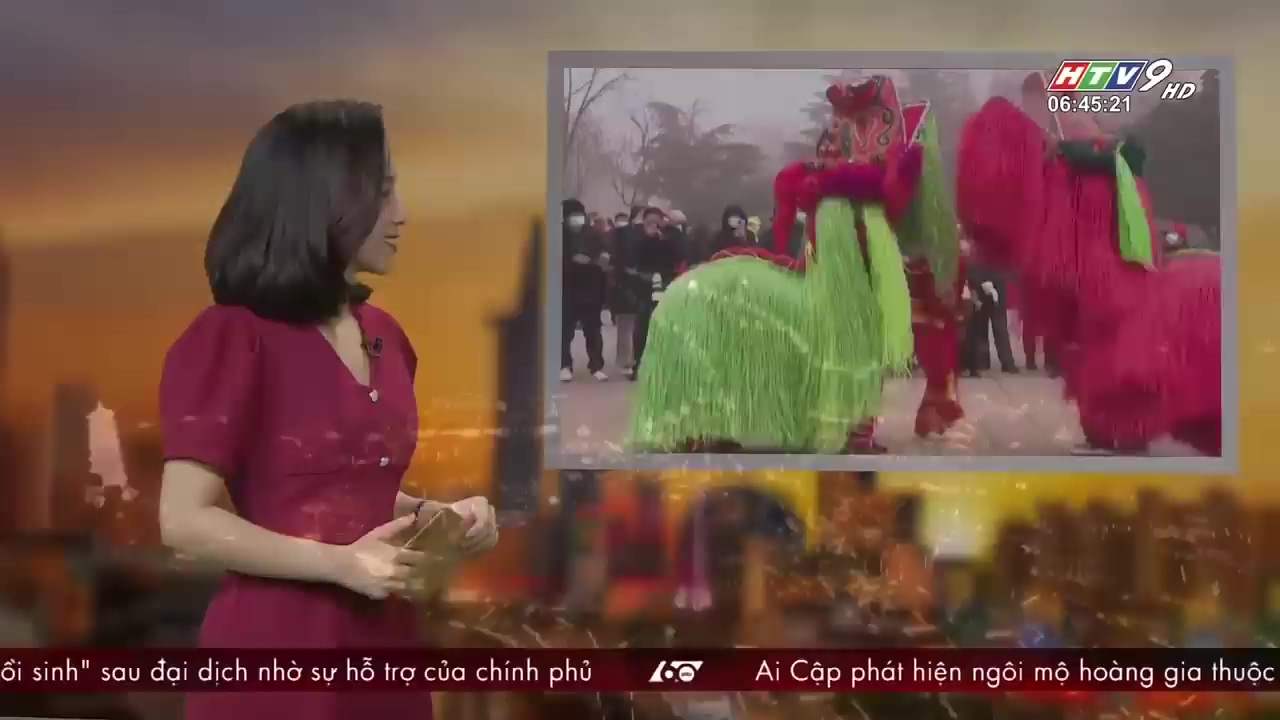 HTV9 HD
06:45:21
ồi sinh" sau đại dịch nhờ sự hỗ trợ của chính phủ 60 Ai Cập phát hiện ngôi mộ hoàng gia thuộc